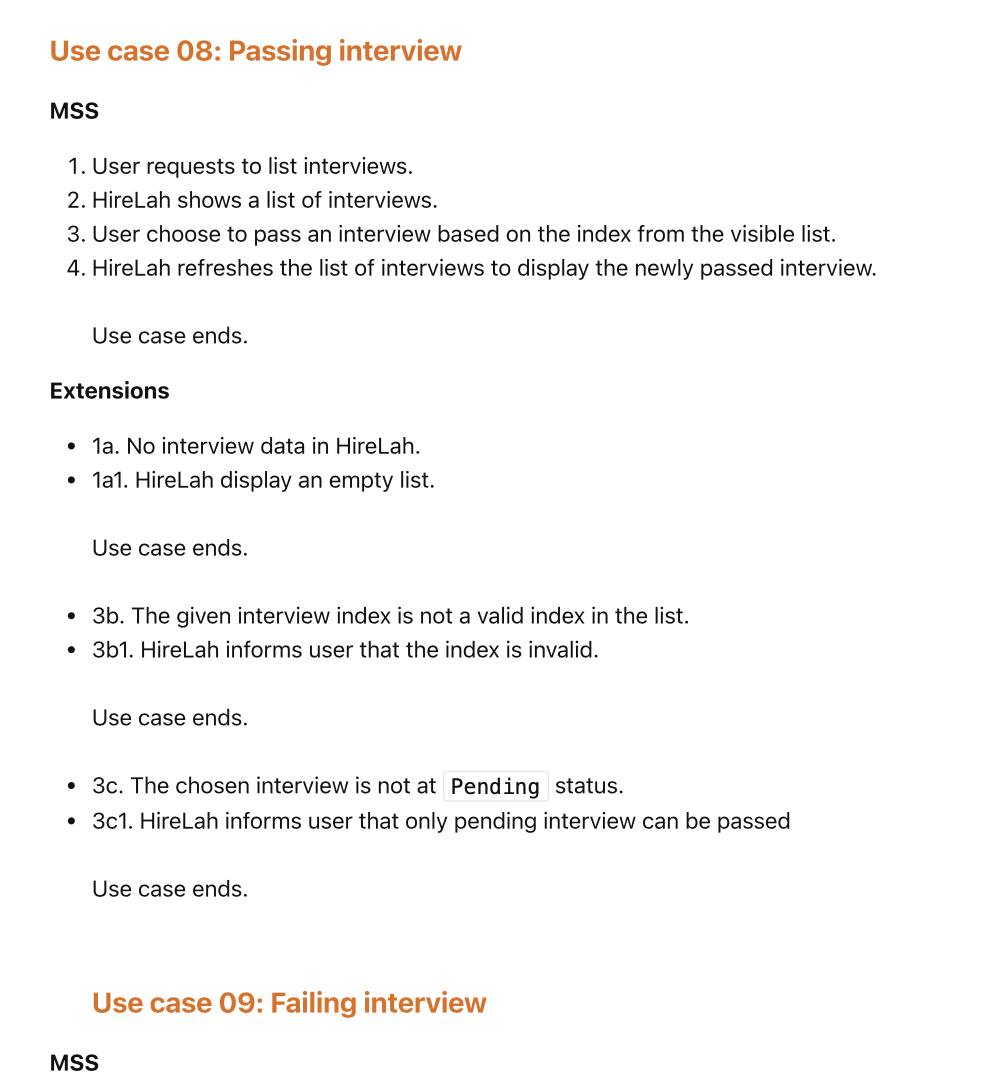 Use case 08: Passing interview
MSS
1. User requests to list interviews.
2. HireLah shows a list of interviews.
3. User choose to pass an interview based on the index from the visible list.
4. HireLah refreshes the list of interviews to display the newly passed interview.
Use case ends.
Extensions
• 1a. No interview data in HireLah.
• 1a1. HireLah display an empty list.
Use case ends.
• 3b. The given interview index is not a valid index in the list.
• 3b1. HireLah informs user that the index is invalid.
Use case ends.
• 3c. The chosen interview is not at Pending status.
• 3c1. HireLah informs user that only pending interview can be passed
Use case ends.
Use case 09: Failing interview
MSS